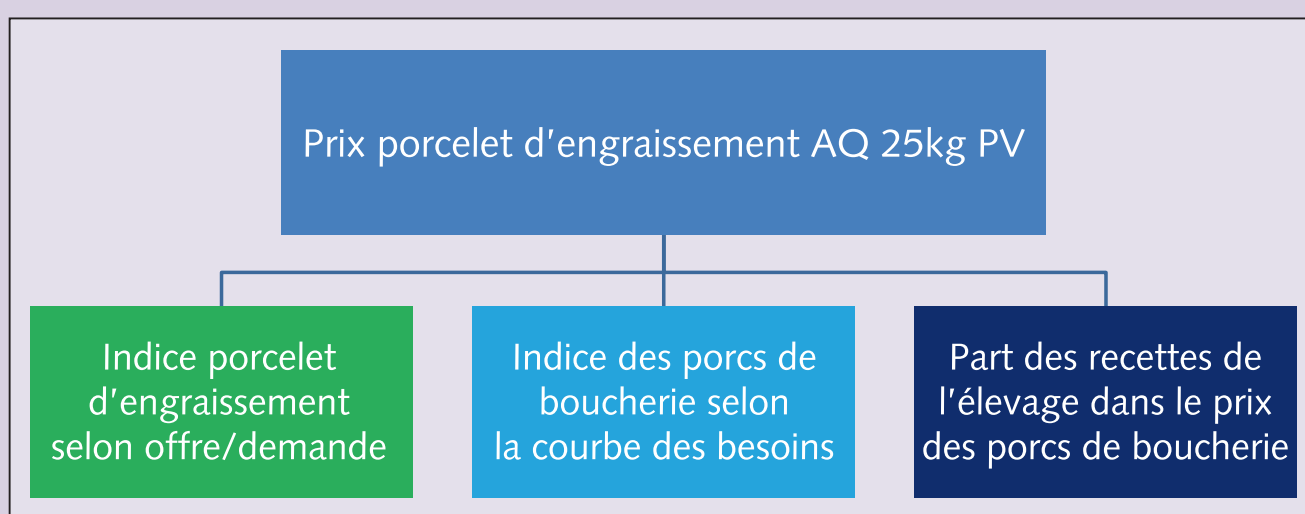 Prix porcelet d'engraissement AQ 25kg PV
Indice porcelet
d'engraissement
selon offre/demande
Indice des porcs de
boucherie selon
la courbe des besoins
Part des recettes de
l'élevage dans le prix
des porcs de boucherie